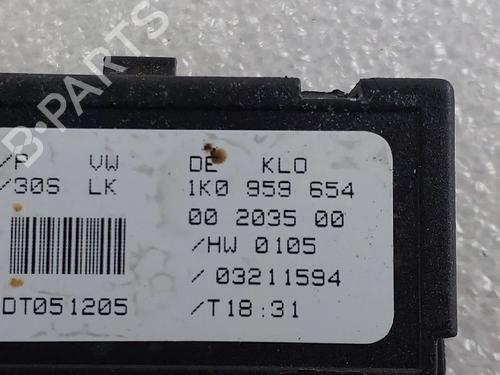 B-PARTS
/P VW DE KLO
/30S LK 1K0 959 654
00 2035 00
/HW 0105
/03211594
DT051205 /T18:31